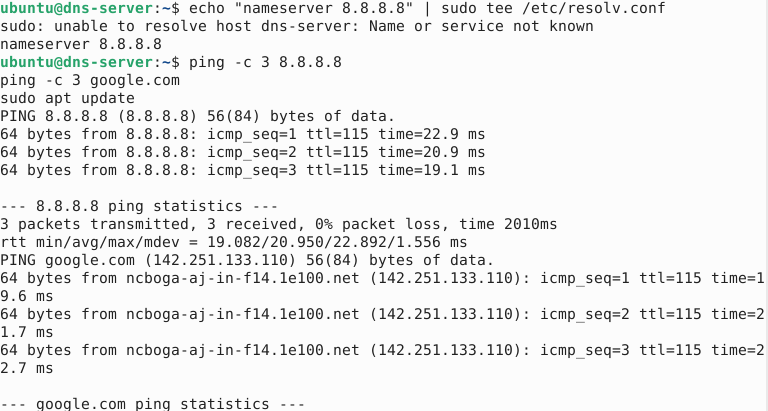 ubuntu@dns-server:~$ echo "nameserver 8.8.8.8" | sudo tee /etc/resolv.conf
sudo: unable to resolve host dns-server: Name or service not known
nameserver 8.8.8.8
ubuntu@dns-server:~$ ping -c 3 8.8.8.8
ping -c 3 google.com
sudo apt update
PING 8.8.8.8 (8.8.8.8) 56(84) bytes of data.
64 bytes from 8.8.8.8: icmp_seq=1 ttl=115 time=22.9 ms
64 bytes from 8.8.8.8: icmp_seq=2 ttl=115 time=20.9 ms
64 bytes from 8.8.8.8: icmp_seq=3 ttl=115 time=19.1 ms

--- 8.8.8.8 ping statistics ---
3 packets transmitted, 3 received, 0% packet loss, time 2010ms
rtt min/avg/max/mdev = 19.082/20.950/22.892/1.556 ms
PING google.com (142.251.133.110) 56(84) bytes of data.
64 bytes from ncboga-aj-in-f14.1e100.net (142.251.133.110): icmp_seq=1 ttl=115 time=1
9.6 ms
64 bytes from ncboga-aj-in-f14.1e100.net (142.251.133.110): icmp_seq=2 ttl=115 time=2
1.7 ms
64 bytes from ncboga-aj-in-f14.1e100.net (142.251.133.110): icmp_seq=3 ttl=115 time=2
2.7 ms

--- google.com ping statistics ---